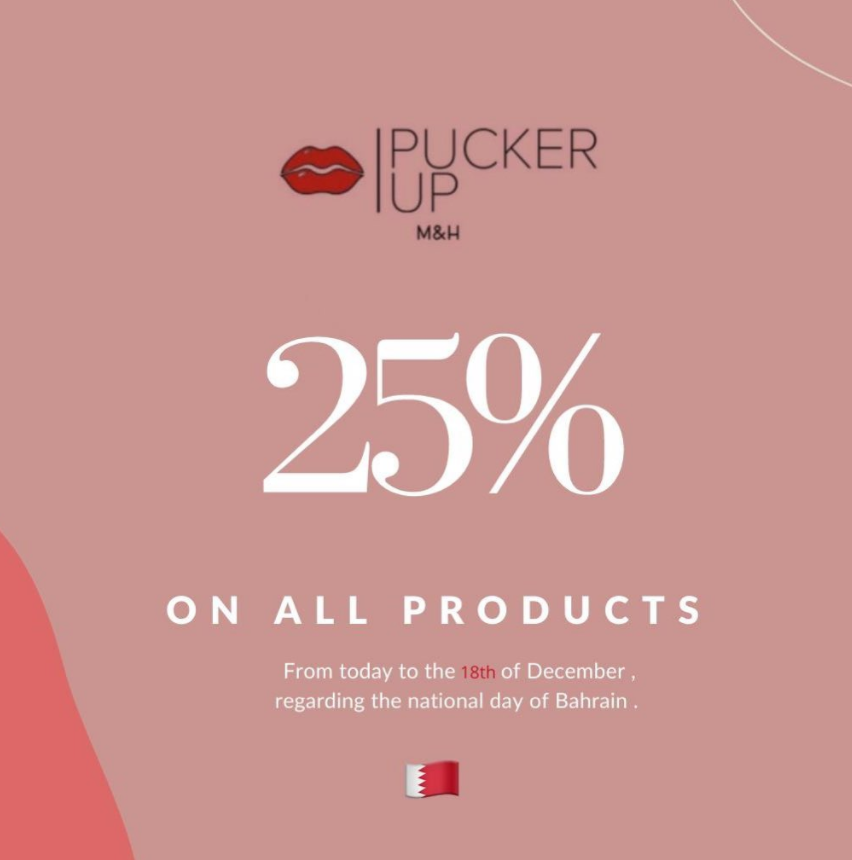 PUCKER
UP
M&H
25%
ON ALL PRODUCTS
From today to the 18th of December ,
regarding the national day of Bahrain .